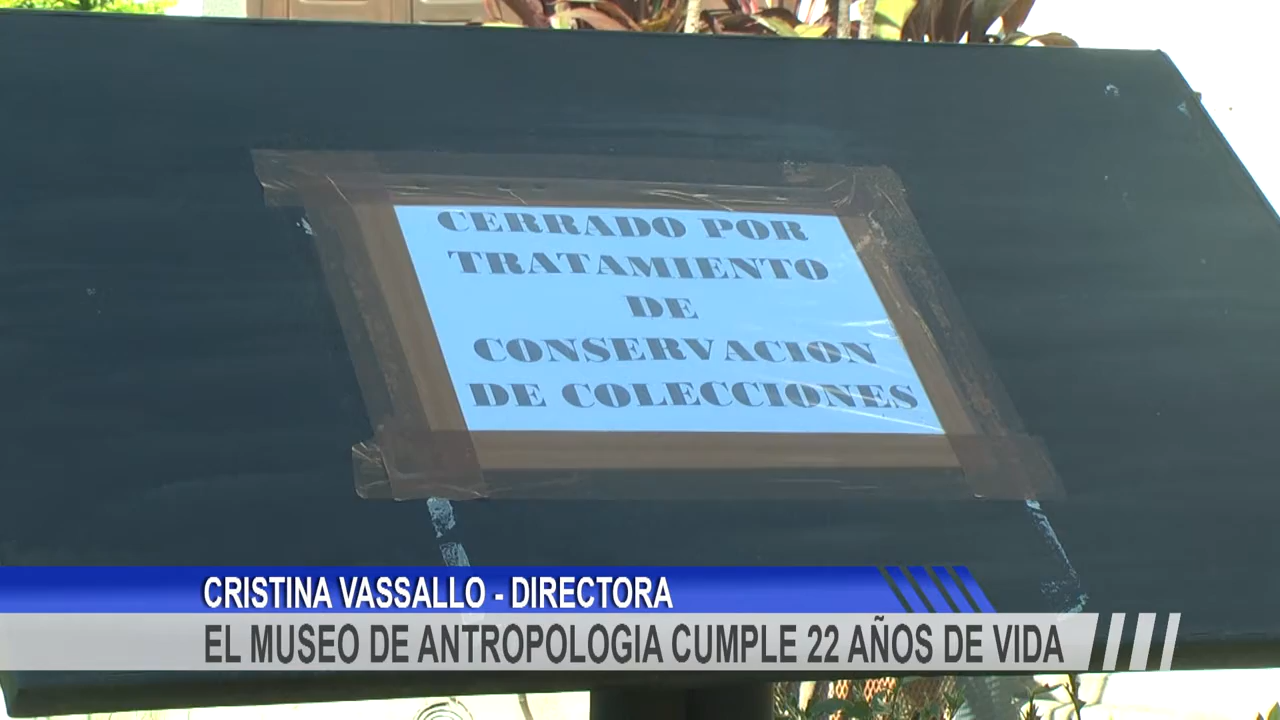 CERRADO POR
TRATAMIENTO
DE
CONSERVACION
DE COLECCIONES
CRISTINA VASSALLO - DIRECTORA
EL MUSEO DE ANTROPOLOGIA CUMPLE 22 AÑOS DE VIDA